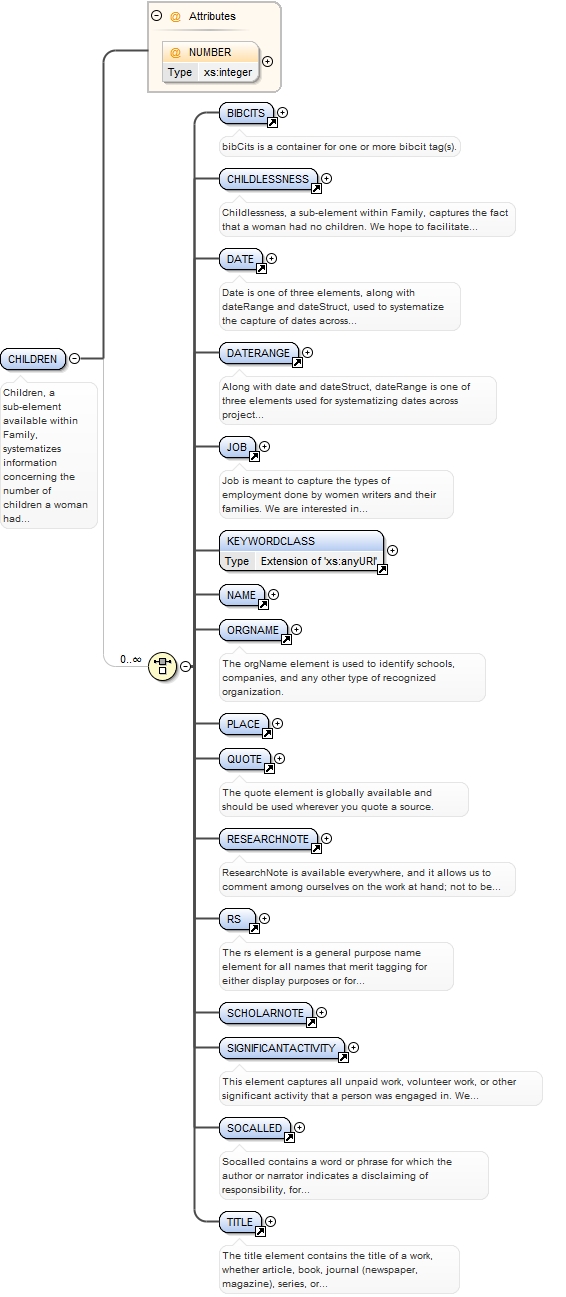 Attributes
@ NUMBER
Type xs:integer
BIBCITS
bibCits is a container for one or more bibcit tag(s).
CHILDLESSNESS
Childlessness, a sub-element within Family, captures the fact
that a woman had no children. We hope to facilitate...
DATE
Date is one of three elements, along with
dateRange and dateStruct, used to systematize
the capture of dates across...
CHILDREN
Children, a
sub-element
available within
Family,
systematizes
information
concerning the
number of
children a woman
had...
DATERANGE
Along with date and dateStruct, dateRange is one of
three elements used for systematizing dates across
project...
JOB
Job is meant to capture the types of
employment done by women writers and their
families. We are interested in...
KEYWORDCLASS
Type Extension of 'xs:anyURI'
NAME
ORGNAME
0..∞
The orgName element is used to identify schools,
companies, and any other type of recognized
organization.
PLACE
QUOTE
The quote element is globally available and
should be used wherever you quote a source.
RESEARCHNOTE
ResearchNote is available everywhere, and it allows us to
comment among ourselves on the work at hand; not to be...
RS
The rs element is a general purpose name
element for all names that merit tagging for
either display purposes or for...
SCHOLARNOTE
SIGNIFICANTACTIVITY
This element captures all unpaid work, volunteer work, or other
significant activity that a person was engaged in. We...
SOCALLED
Socalled contains a word or phrase for which the
author or narrator indicates a disclaiming of
responsibility, for...
TITLE
The title element contains the title of a work,
whether article, book, journal (newspaper,
magazine), series, or...